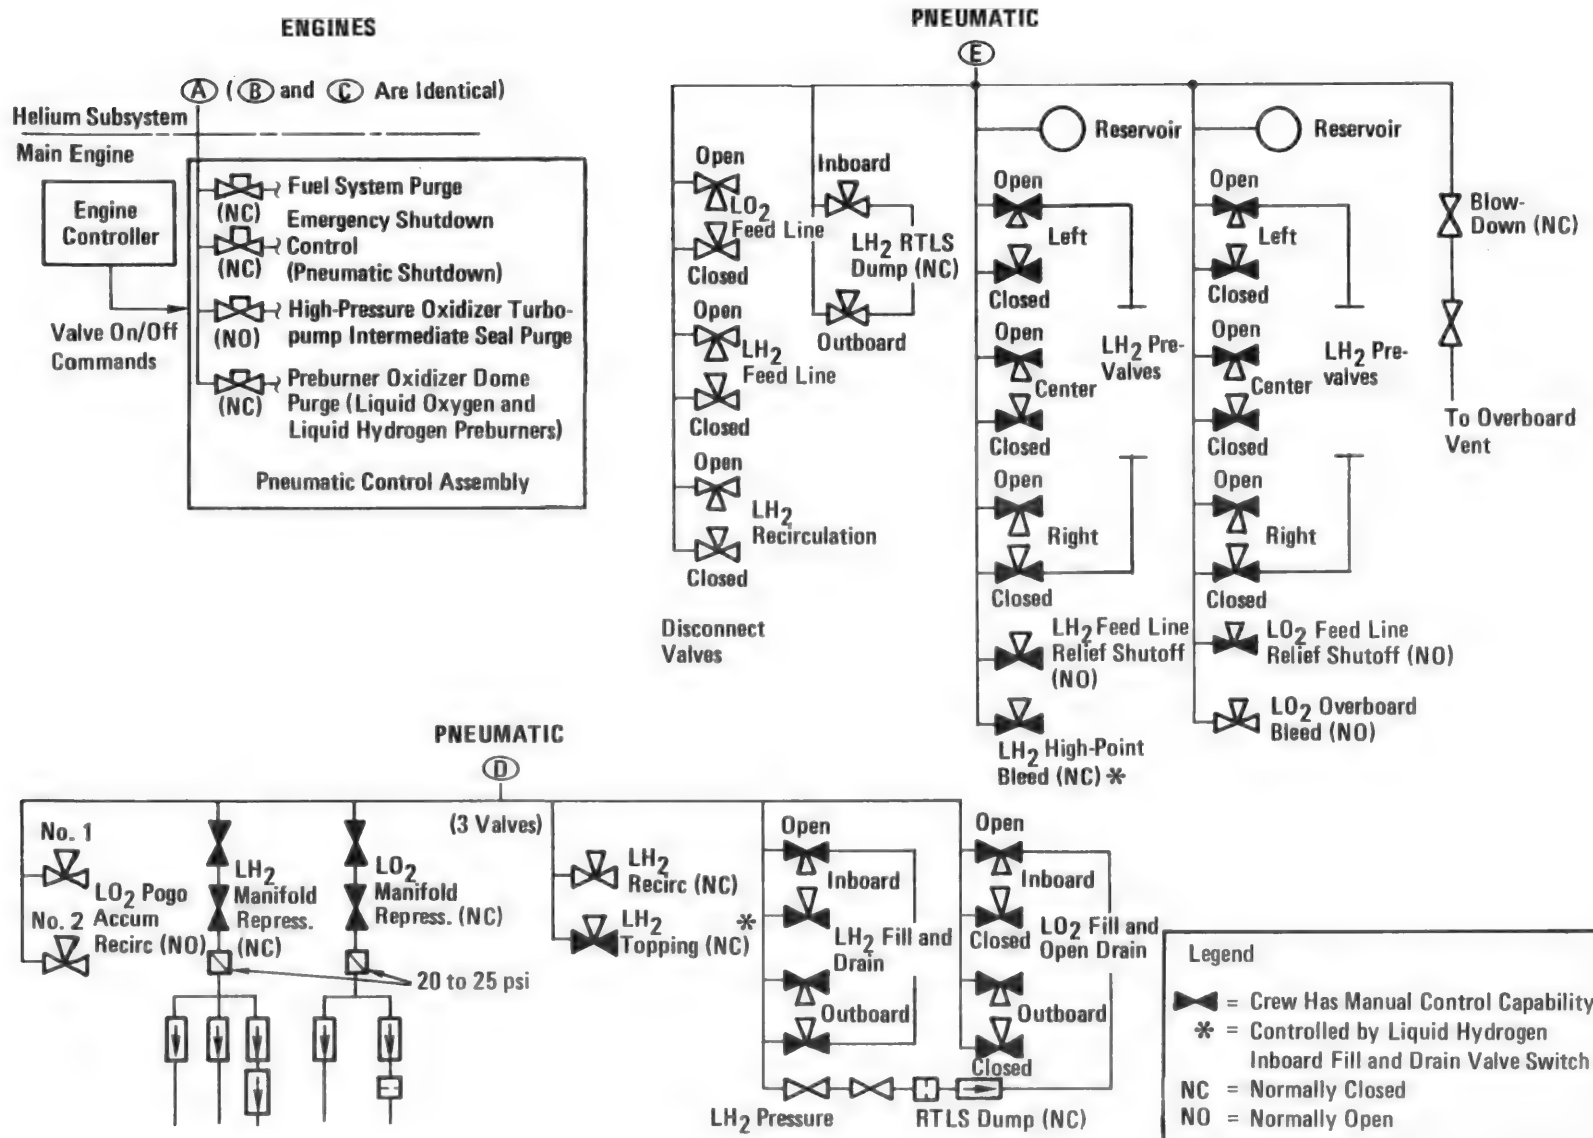 ENGINES
A ( B and C Are Identical)
Helium Subsystem
Main Engine
Engine
Controller
Valve On/Off
Commands
Fuel System Purge
(NC)
Emergency Shutdown
Control
(Pneumatic Shutdown)
(NC)
High-Pressure Oxidizer Turbo-
pump Intermediate Seal Purge
(NO)
Preburner Oxidizer Dome
Purge (Liquid Oxygen and
Liquid Hydrogen Preburners)
(NC)
Pneumatic Control Assembly
PNEUMATIC
E
Open
LO2
Feed Line
Closed
Open
LH2
Feed Line
Closed
Open
LH2
Recirculation
Closed
Disconnect
Valves
Inboard
LH2 RTLS
Dump (NC)
Outboard
Reservoir
Open
Left
Closed
Open
Center
Closed
LH2 Pre-
Valves
Open
Right
Closed
LH2 Feed Line
Relief Shutoff
(NO)
LH2 High-Point
Bleed (NC) *
Reservoir
Open
Left
Closed
Open
Center
Closed
LH2 Pre-
valves
Open
Right
Closed
LO2 Feed Line
Relief Shutoff (NO)
LO2 Overboard
Bleed (NO)
Blow-
Down (NC)
To Overboard
Vent
PNEUMATIC
D
(3 Valves)
No. 1
LO2 Pogo
Accum
Recirc (NO)
No. 2
LH2
Manifold
Repress.
(NC)
LO2
Manifold
Repress. (NC)
20 to 25 psi
LH2
Recirc (NC)
LH2
Topping (NC)
*
Open
Inboard
LH2 Fill and
Drain
Outboard
Open
Inboard
Closed
LO2 Fill and
Open Drain
Outboard
Closed
LH2 Pressure
RTLS Dump (NC)
Legend
= Crew Has Manual Control Capability
* = Controlled by Liquid Hydrogen
Inboard Fill and Drain Valve Switch
NC = Normally Closed
NO = Normally Open